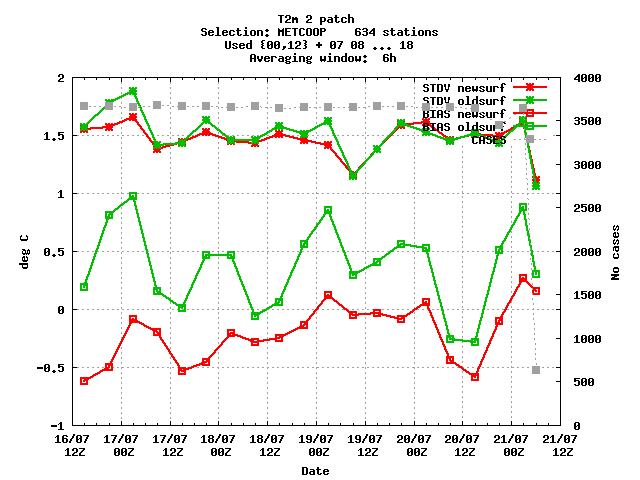 T2m 2 patch
Selection: METCOOP 634 stations
Used {00,12} + 07 08 ... 18
Averaging window: 6h
STDV newsurf
STDV oldsurf
BIAS newsurf
BIAS oldsurf
CASES
2
1.5
1
0.5
0
-0.5
-1
deg C
4000
3500
3000
2500
2000
1500
1000
500
0
No cases
16/07 17/07 17/07 18/07 18/07 19/07 19/07 20/07 20/07 21/07 21/07
12Z 00Z 12Z 00Z 12Z 00Z 12Z 00Z 12Z 00Z 12Z
Date